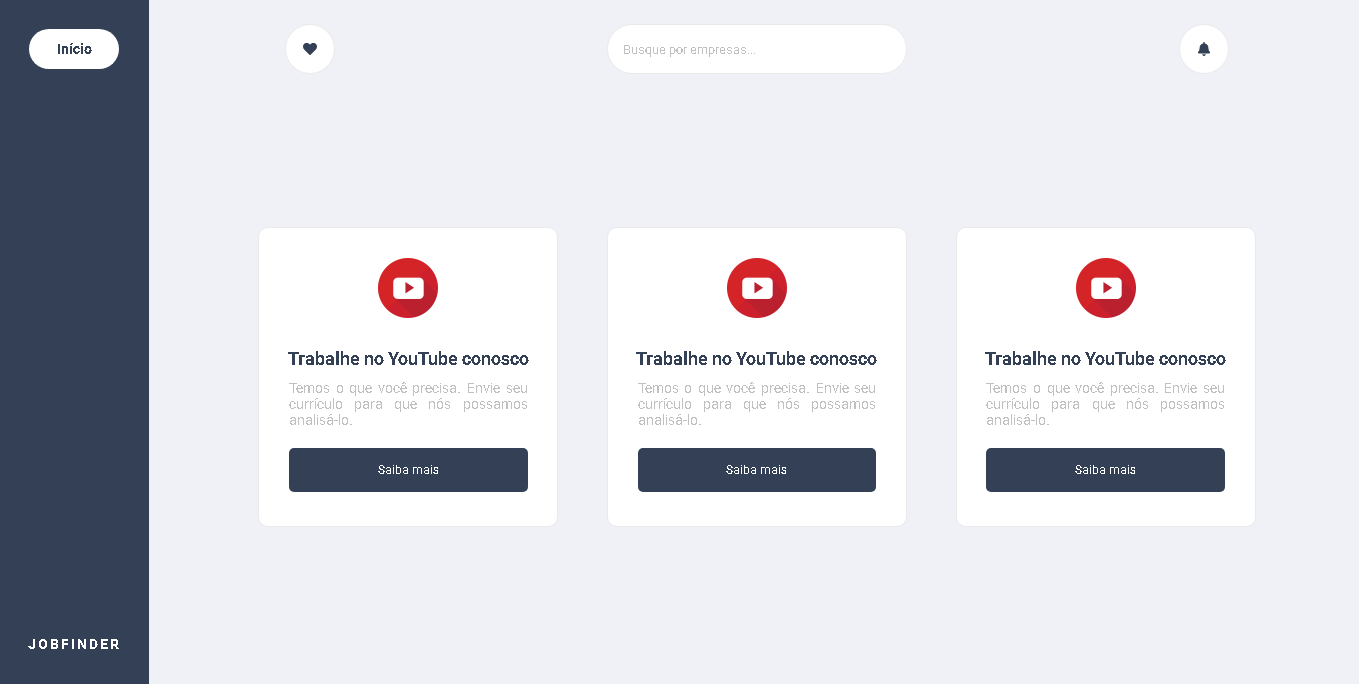 Início
Busque por empresas...
Trabalhe no YouTube conosco
Temos o que você precisa. Envie seu
currículo para que nós possamos
analisá-lo.
Saiba mais
Trabalhe no YouTube conosco
Temos o que você precisa. Envie seu
currículo para que nós possamos
analisá-lo.
Saiba mais
Trabalhe no YouTube conosco
Temos o que você precisa. Envie seu
currículo para que nós possamos
analisá-lo.
Saiba mais
JOBFINDER